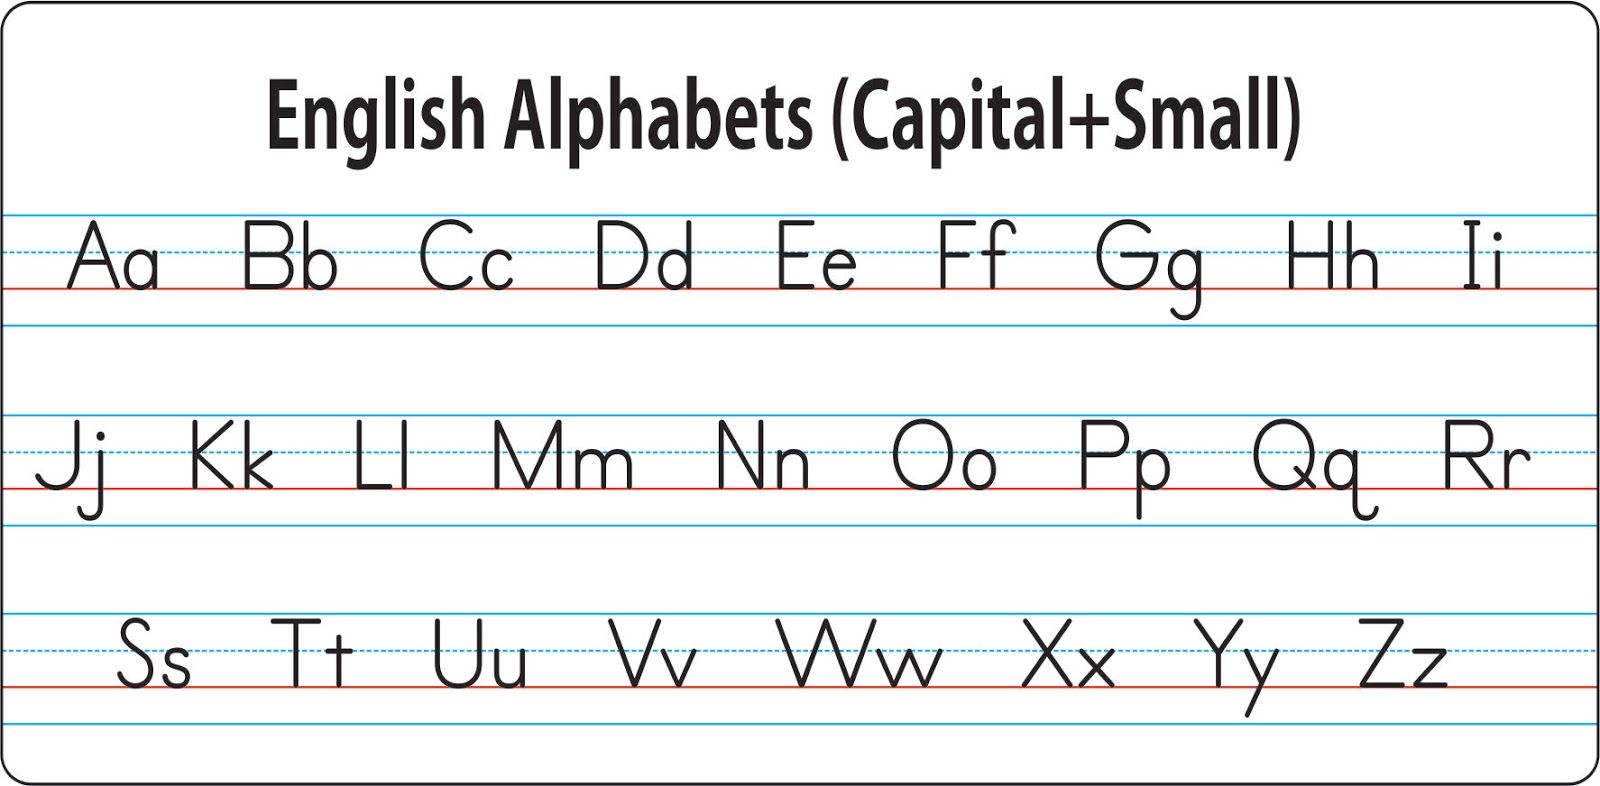 English Alphabets (Capital+Small)
Aa Bb Cc Dd Ee Ff Gg Hh Ii
Jj Kk Ll Mm Nn Oo Pp Qq Rr
Ss Tt Uu Vv Ww Xx Yy Zz